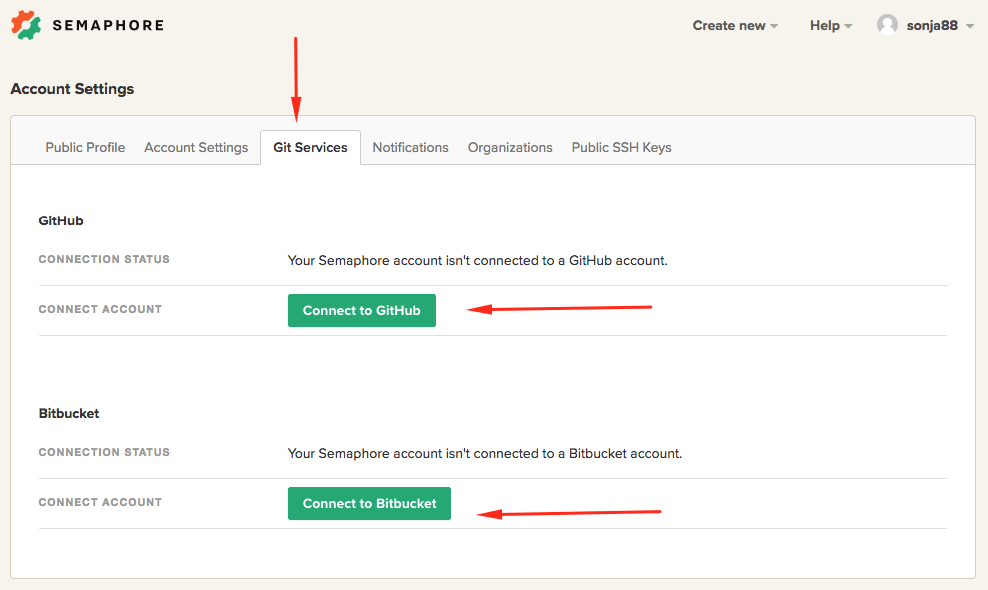 SEMAPHORE
Create new Help sonja88
Account Settings
Public Profile Account Settings Git Services Notifications Organizations Public SSH Keys
GitHub
CONNECTION STATUS Your Semaphore account isn't connected to a GitHub account.
CONNECT ACCOUNT Connect to GitHub
Bitbucket
CONNECTION STATUS Your Semaphore account isn't connected to a Bitbucket account.
CONNECT ACCOUNT Connect to Bitbucket